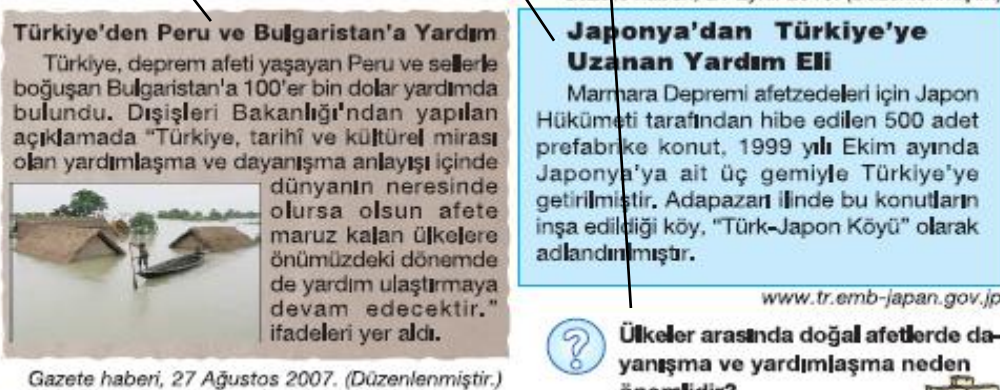 Türkiye'den Peru ve Bulgaristan'a Yardım
Türkiye, deprem afeti yaşayan Peru ve sellerle
boğuşan Bulgaristan'a 100'er bin dolar yardımda
bulundu. Dışişleri Bakanlığı'ndan yapılan
açıklamada "Türkiye, tarihî ve kültürel mirası
olan yardımlaşma ve dayanışma anlayışı içinde
dünyanın neresinde
olursa olsun afete
maruz kalan ülkelere
önümüzdeki dönemde
de yardım ulaştırmaya
devam edecektir."
ifadeleri yer aldı.
Gazete haberi, 27 Ağustos 2007. (Düzenlenmiştir.)
Japonya'dan Türkiye'ye
Uzanan Yardım Eli
Marmara Depremi afetzedeleri için Japon
Hükümeti tarafından hibe edilen 500 adet
prefabrike konut, 1999 yılı Ekim ayında
Japonya'ya ait üç gemiyle Türkiye'ye
getirilmiştir. Adapazarı ilinde bu konutların
inşa edildiği köy, "Türk-Japon Köyü" olarak
adlandırılmıştır.
www.tr.emb-japan.gov.jp
? Ülkeler arasında doğal afetlerde da-
yanışma ve yardımlaşma neden
önemlidir?